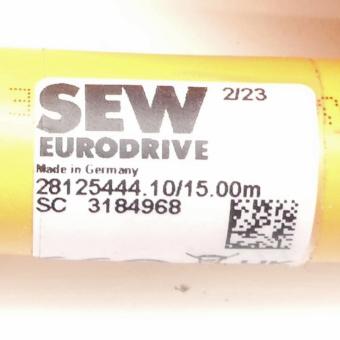 SEW 2/23
EURODRIVE
Made in Germany
28125444.10/15.00m
SC 3184968